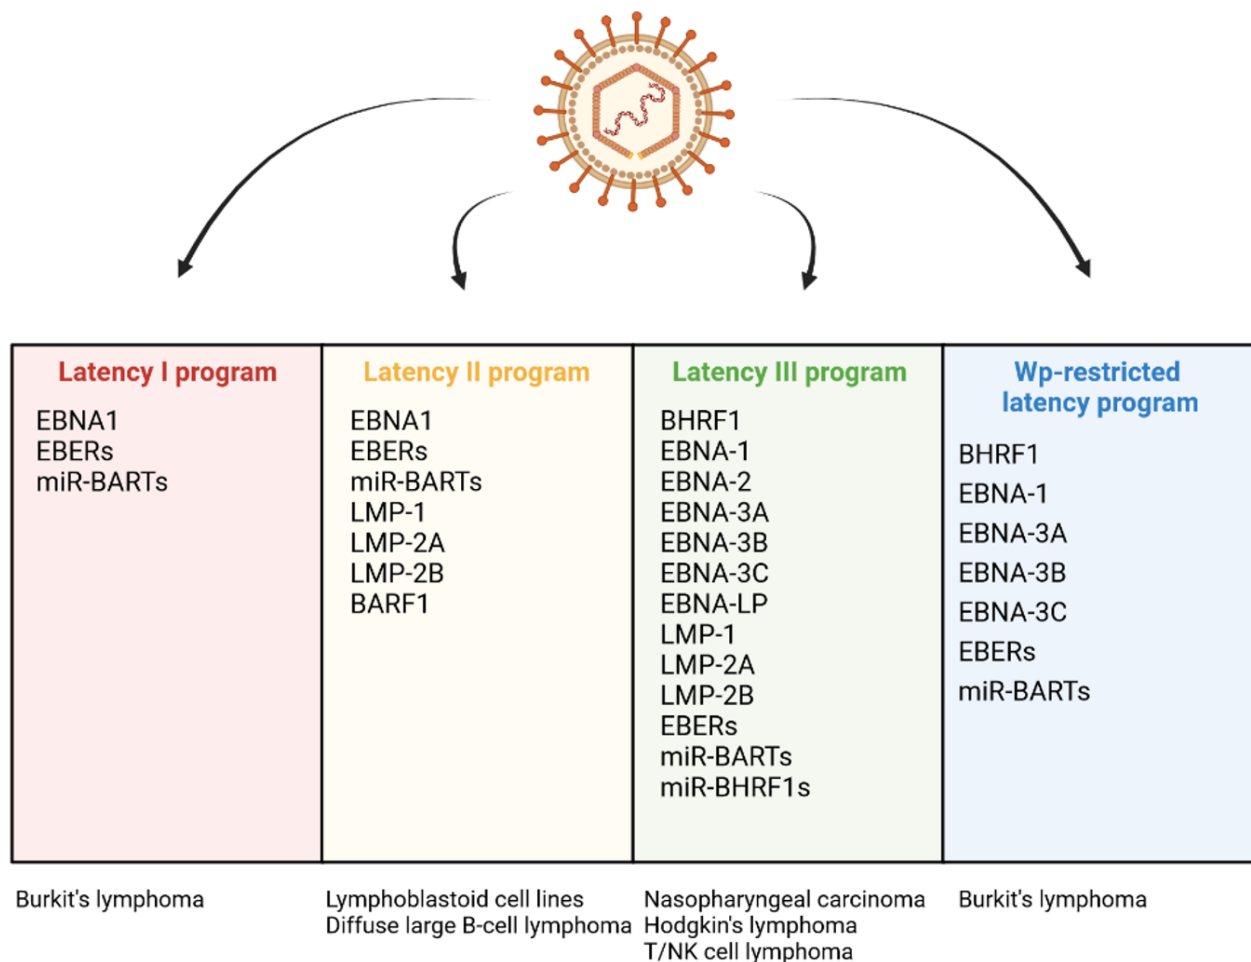 Latency I program
EBNA1
EBERs
miR-BARTs
Latency II program
EBNA1
EBERs
miR-BARTs
LMP-1
LMP-2A
LMP-2B
BARF1
Latency III program
BHRF1
EBNA-1
EBNA-2
EBNA-3A
EBNA-3B
EBNA-3C
EBNA-LP
LMP-1
LMP-2A
LMP-2B
EBERs
miR-BARTs
miR-BHRF1s
Wp-restricted
latency program
BHRF1
EBNA-1
EBNA-3A
EBNA-3B
EBNA-3C
EBERs
miR-BARTs
Burkit's lymphoma
Lymphoblastoid cell lines
Diffuse large B-cell lymphoma
Nasopharyngeal carcinoma
Hodgkin's lymphoma
T/NK cell lymphoma
Burkit's lymphoma